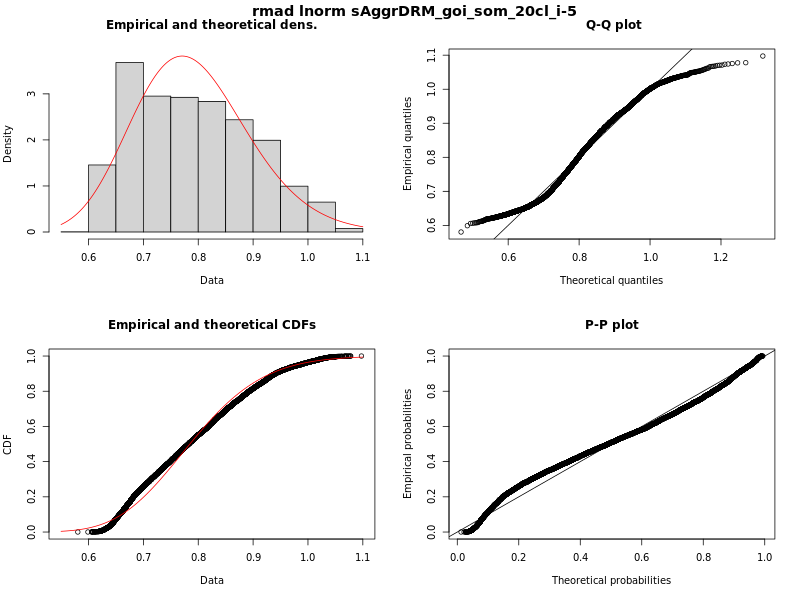 rmad lnorm sAggrDRM_goi_som_20cl_i-5
Empirical and theoretical dens.
Density
0 1 2 3
0.6 0.7 0.8 0.9 1.0 1.1
Data
Q-Q plot
Empirical quantiles
0.6 0.7 0.8 0.9 1.0 1.1
0.6 0.8 1.0 1.2
Theoretical quantiles
Empirical and theoretical CDFs
CDF
0.0 0.2 0.4 0.6 0.8 1.0
0.6 0.7 0.8 0.9 1.0 1.1
Data
P-P plot
Empirical probabilities
0.0 0.2 0.4 0.6 0.8 1.0
0.0 0.2 0.4 0.6 0.8 1.0
Theoretical probabilities